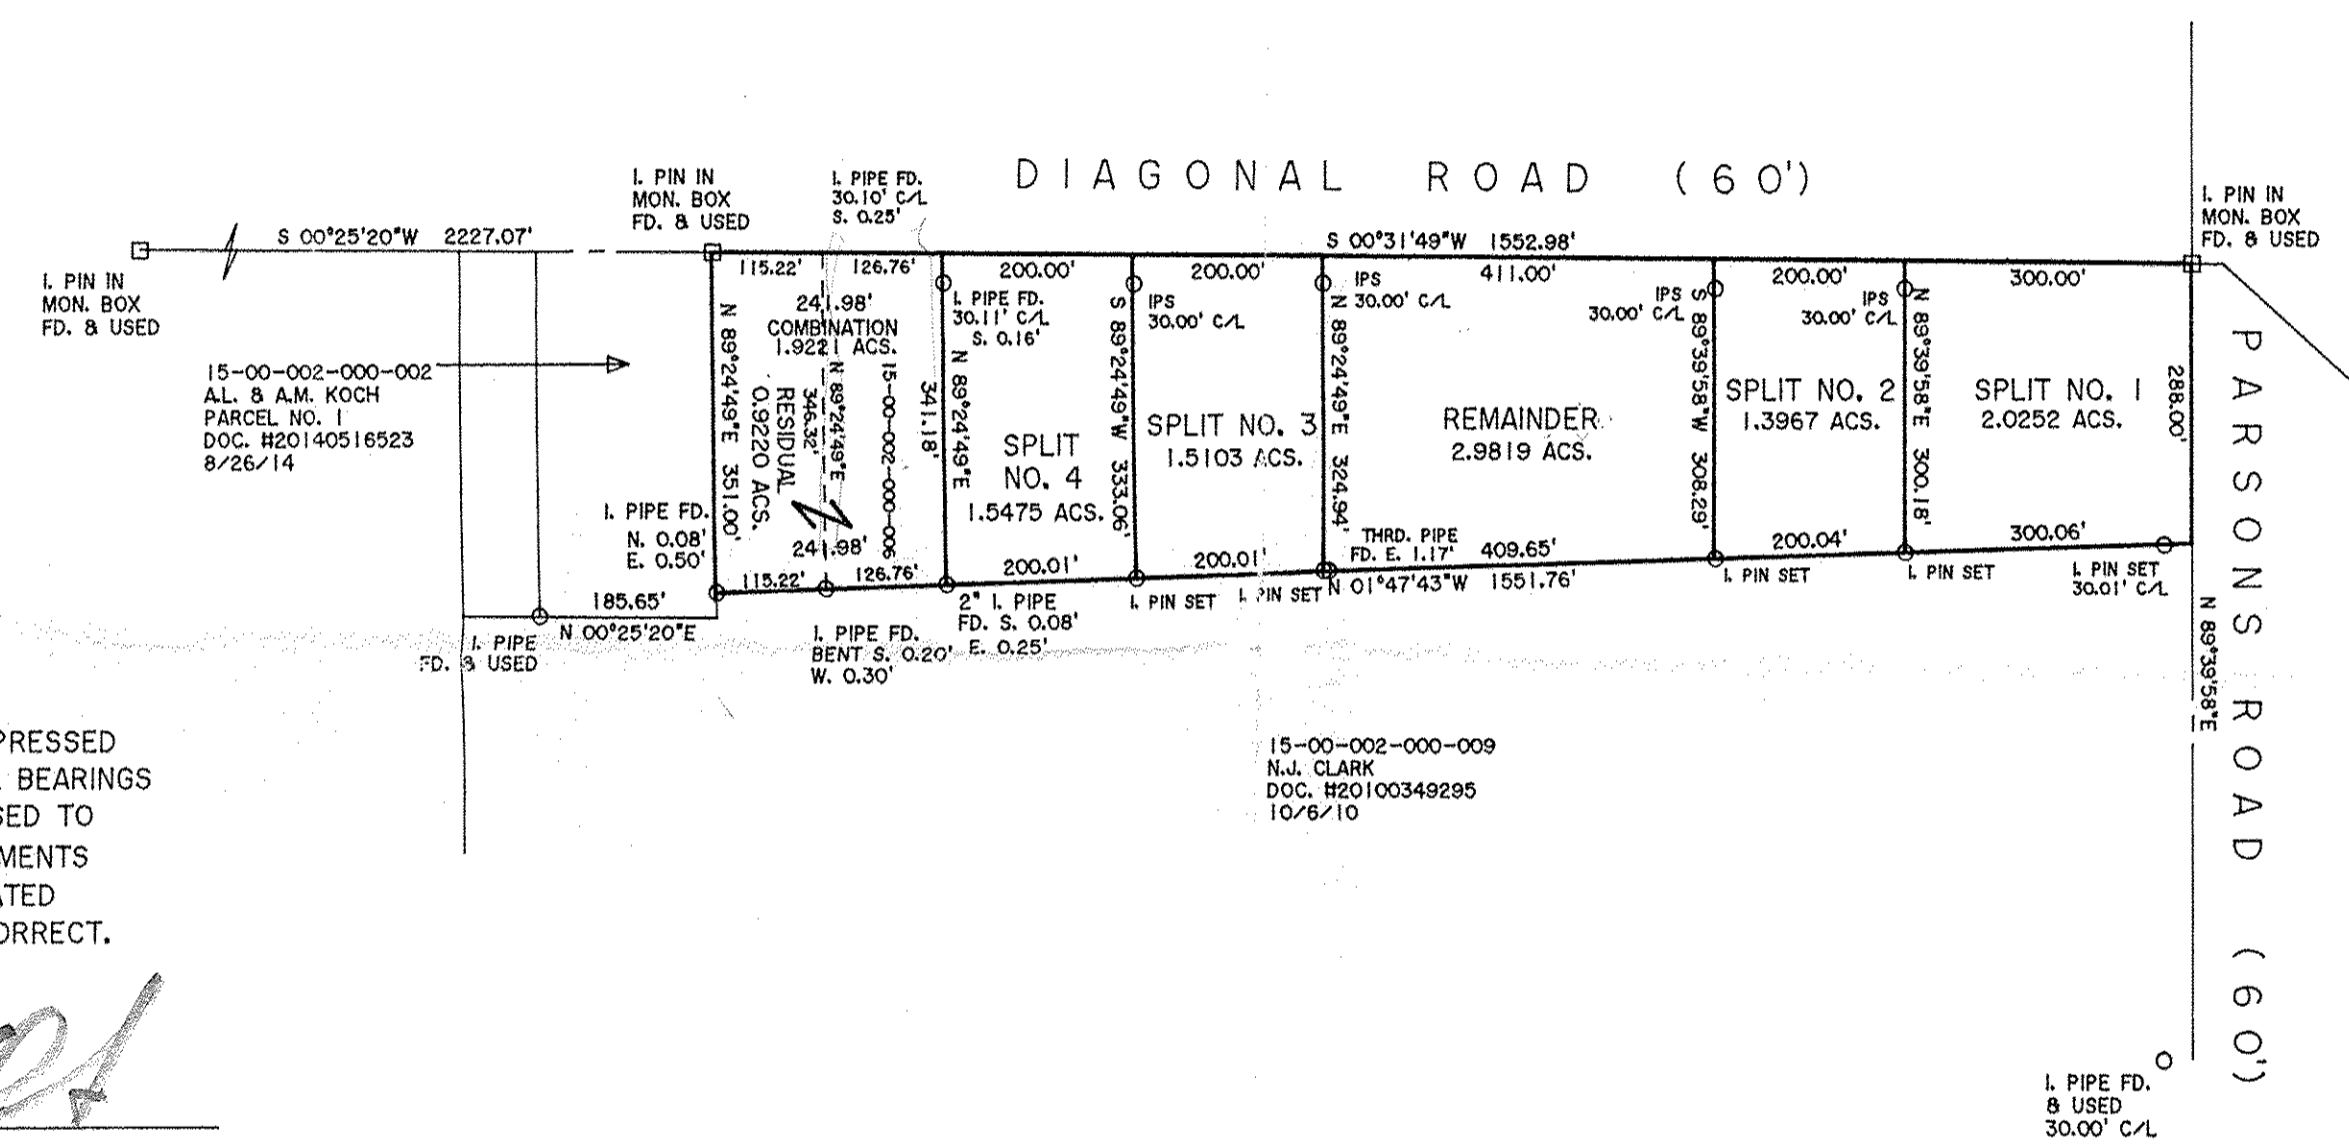 DIAGONAL ROAD (60')
I. PIN IN
MON. BOX
FD. & USED
I. PIPE FD.
30.10' C/L
S. 0.25'
I. PIN IN
MON. BOX
FD. & USED
S 00°25'20"W 2227.07'
S 00°31'49"W 1552.98'
I. PIN IN
MON. BOX
FD. & USED
115.22'
126.76'
200.00'
200.00'
411.00'
200.00'
300.00'
241.98'
COMBINATION
1.9221 ACS.
I. PIPE FD.
30.11' C/L
S. 0.16'
IPS
30.00' C/L
IPS
30.00' C/L
IPS
30.00' C/L
IPS
30.00' C/L
15-00-002-000-002
A.L. & A.M. KOCH
PARCEL NO. 1
DOC. #20140516523
8/26/14
N 89°24'49"E 351.00'
RESIDUAL
0.9220 ACS.
N 89°24'49"E
346.32'
15-00-002-000-006
N 89°24'49"E
341.18'
SPLIT
NO. 4
1.5475 ACS.
S 89°24'49"W 333.06'
SPLIT NO. 3
1.5103 ACS.
N 89°24'49"E 324.94'
REMAINDER
2.9819 ACS.
S 89°39'58"W 308.29'
SPLIT NO. 2
1.3967 ACS.
N 89°39'58"E 300.18'
SPLIT NO. 1
2.0252 ACS.
288.00'
PARSONS ROAD (60')
N 89°39'58"E
I. PIPE FD.
N. 0.08'
E. 0.50'
N
241.98'
115.22'
126.76'
200.01'
200.01'
THRD. PIPE
FD. E. 1.17'
409.65'
200.04'
300.06'
N 01°47'43"W 1551.76'
I. PIN SET
I. PIN SET
I. PIN SET
I. PIN SET
I. PIN SET
30.01' C/L
185.65'
N 00°25'20"E
I. PIPE
FD. & USED
I. PIPE FD.
BENT S. 0.20'
W. 0.30'
2" I. PIPE
FD. S. 0.08'
E. 0.25'
15-00-002-000-009
N.J. CLARK
DOC. #20100349295
10/6/10
PRESSED
BEARINGS
SED TO
MENTS
ATED
ORRECT.
I. PIPE FD.
& USED
30.00' C/L